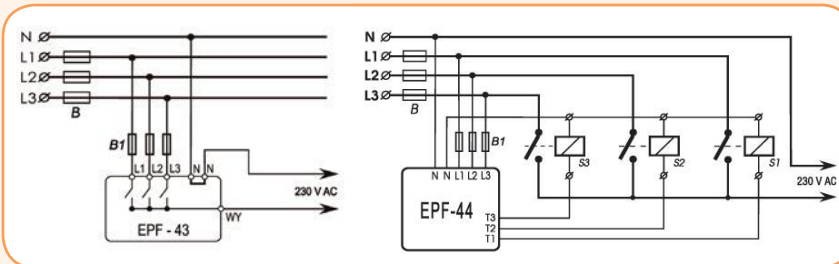 N
L1
L2
L3
B
B1
L1 L2 L3 N N
230 V AC
WY
EPF - 43
N
L1
L2
L3
B
B1
S3
S2
S1
N N L1 L2 L3
230 V AC
EPF-44
T3
T2
T1